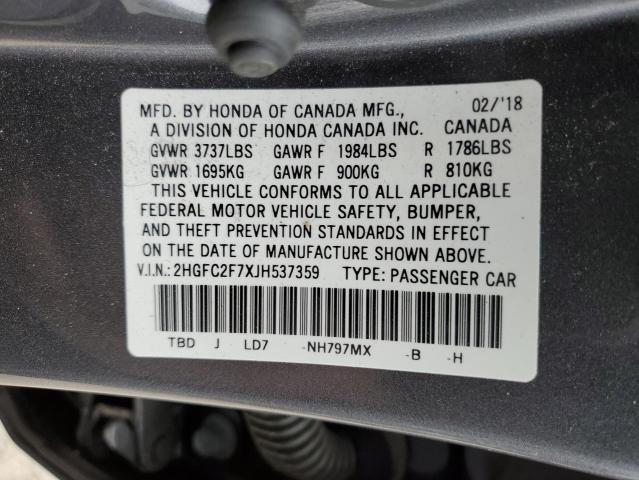 MFD. BY HONDA OF CANADA MFG., 02/'18
A DIVISION OF HONDA CANADA INC. CANADA
GVWR 3737LBS GAWR F 1984LBS R 1786LBS
GVWR 1695KG GAWR F 900KG R 810KG
THIS VEHICLE CONFORMS TO ALL APPLICABLE
FEDERAL MOTOR VEHICLE SAFETY, BUMPER,
AND THEFT PREVENTION STANDARDS IN EFFECT
ON THE DATE OF MANUFACTURE SHOWN ABOVE.
V.I.N.: 2HGFC2F7XJH537359 TYPE: PASSENGER CAR
TBD J LD7 -NH797MX -B -H